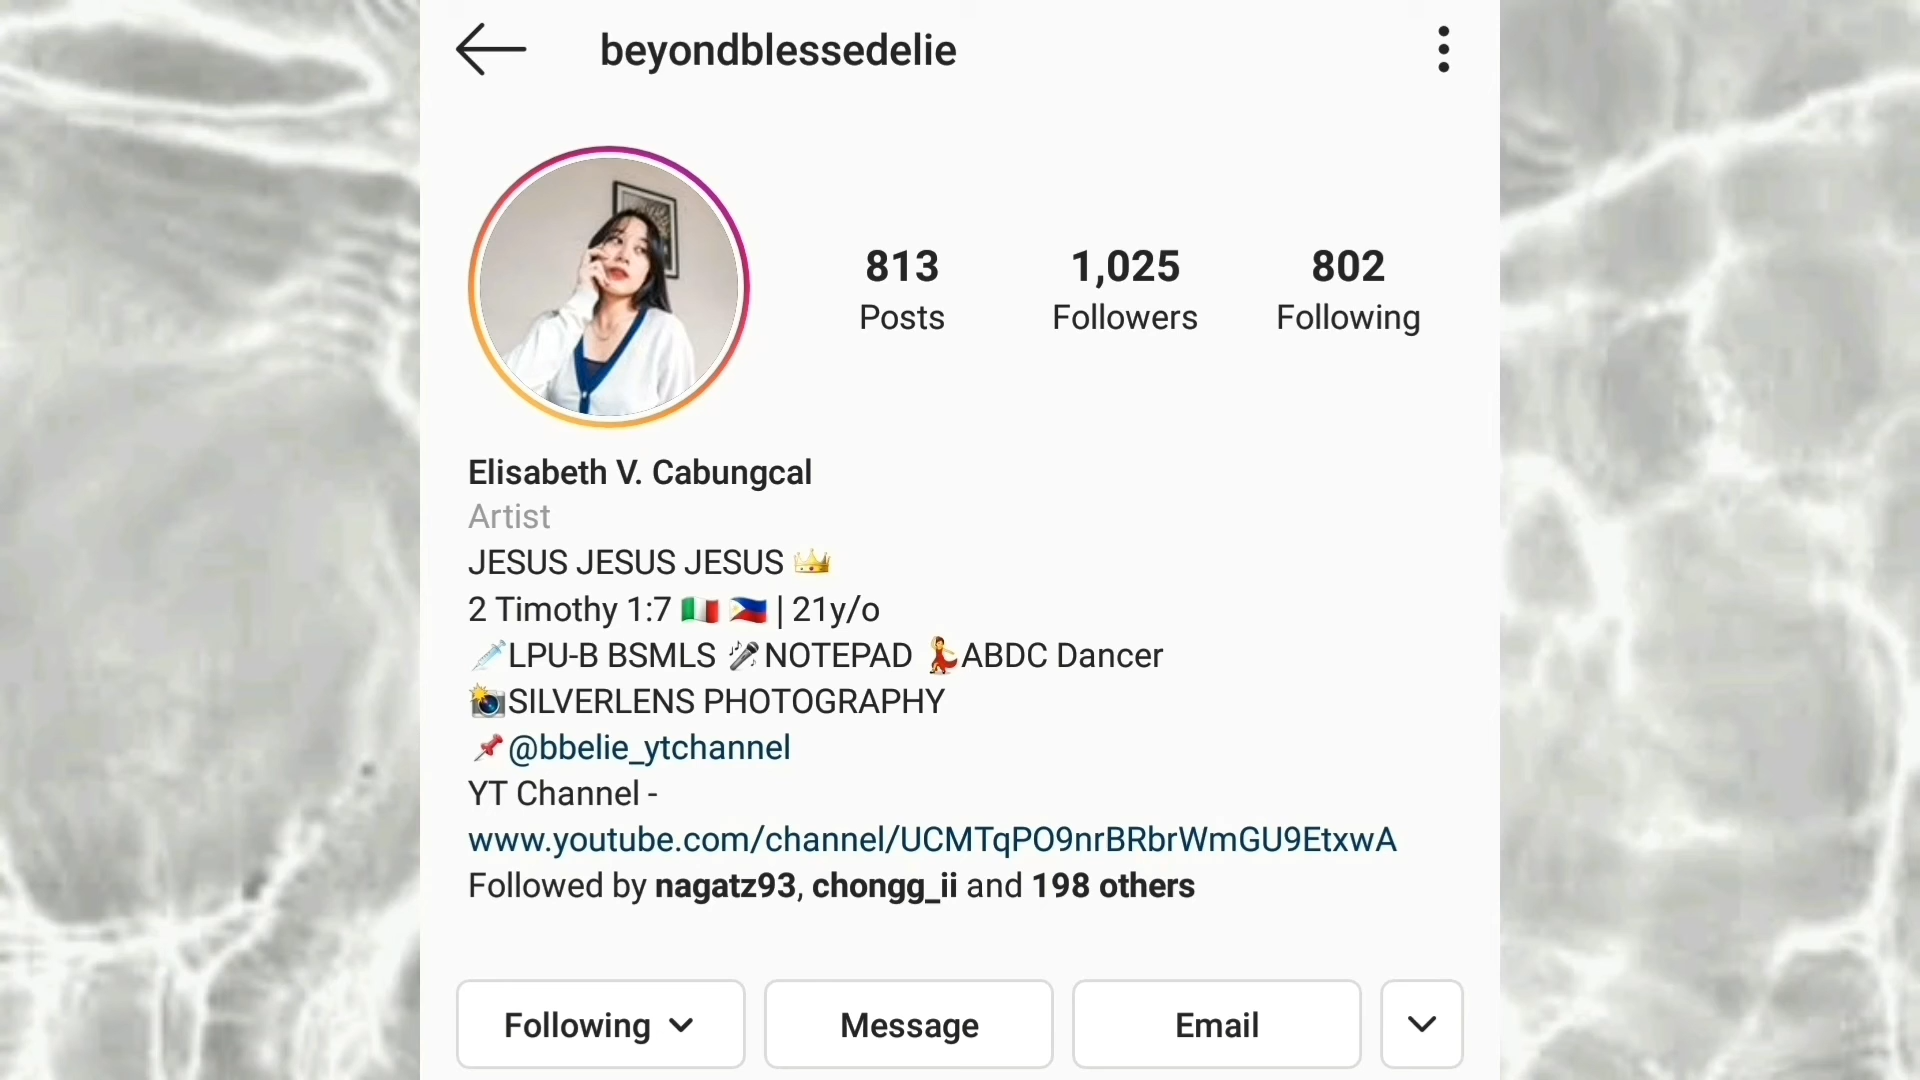 beyondblessedelie
813 1,025 802
Posts Followers Following
Elisabeth V. Cabungcal
Artist
JESUS JESUS JESUS 👑
2 Timothy 1:7 🇮🇹 🇵🇭 | 21y/o
💉LPU-B BSMLS 🎤NOTEPAD 💃ABDC Dancer
📸SILVERLENS PHOTOGRAPHY
📌@bbelie_ytchannel
YT Channel -
www.youtube.com/channel/UCMTqPO9nrBRbrWmGU9EtxwA
Followed by nagatz93, chongg_ii and 198 others
Following Message Email